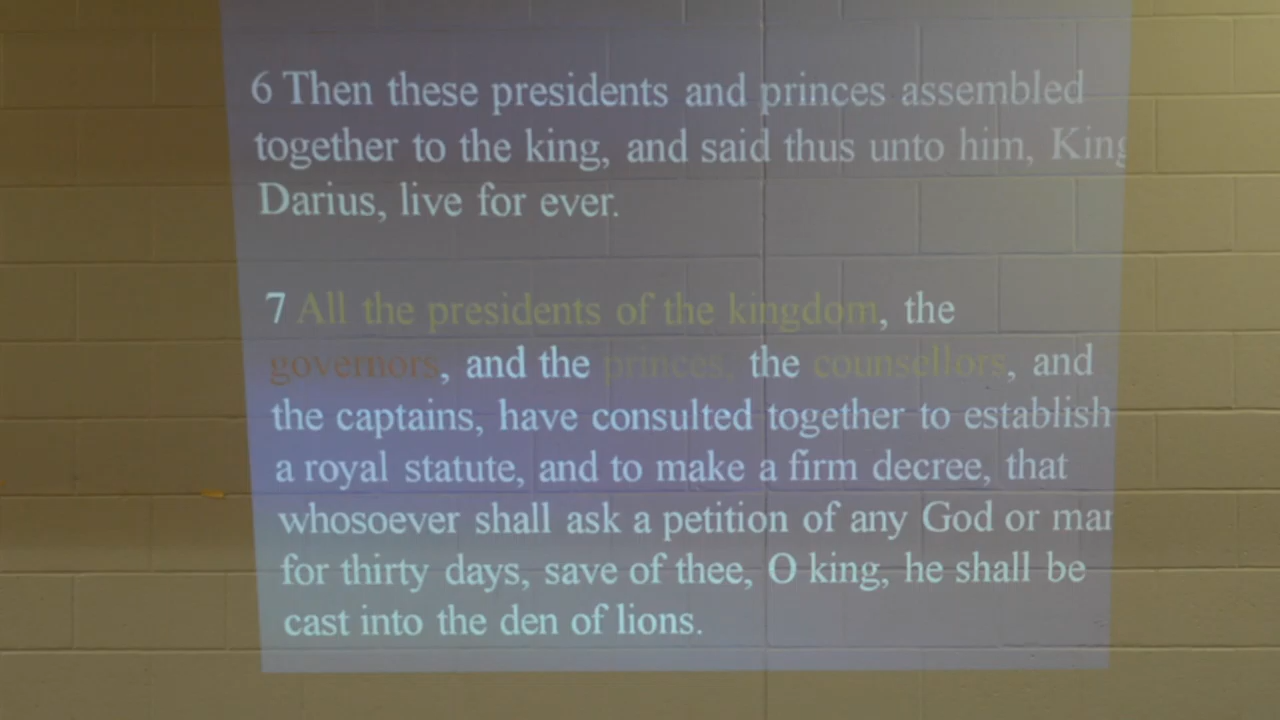 6 Then these presidents and princes assembled
together to the king, and said thus unto him, King
Darius, live for ever.
7 All the presidents of the kingdom, the
governors, and the princes, the counsellors, and
the captains, have consulted together to establish
a royal statute, and to make a firm decree, that
whosoever shall ask a petition of any God or man
for thirty days, save of thee, O king, he shall be
cast into the den of lions.